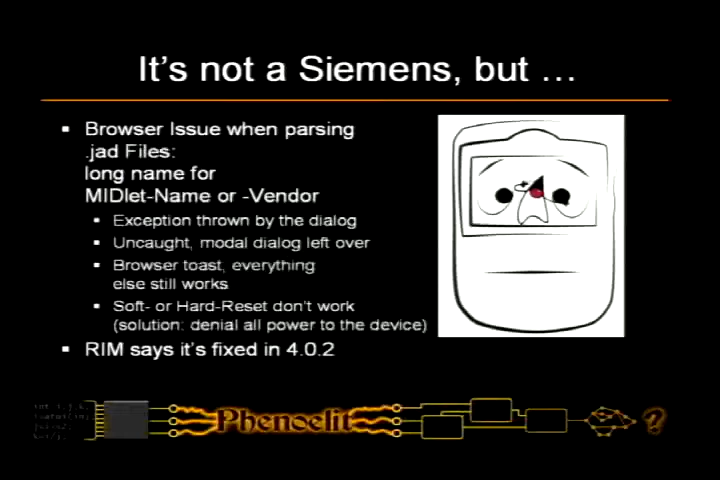 It's not a Siemens, but …
Browser Issue when parsing
.jad Files:
long name for
MIDlet-Name or -Vendor
Exception thrown by the dialog
Uncaught, modal dialog left over
Browser toast, everything
else still works
Soft- or Hard-Reset don't work
(solution: denial all power to the device)
RIM says it's fixed in 4.0.2
Phenoelit
?